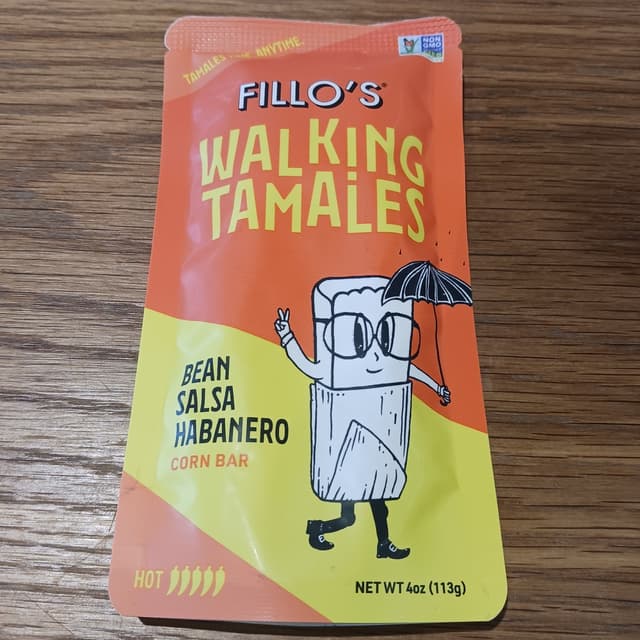 TAMALES ANYTIME.
NON
GMO
FILLO'S
WALKING
TAMALES
BEAN
SALSA
HABANERO
CORN BAR
HOT
NET WT 4oz (113g)